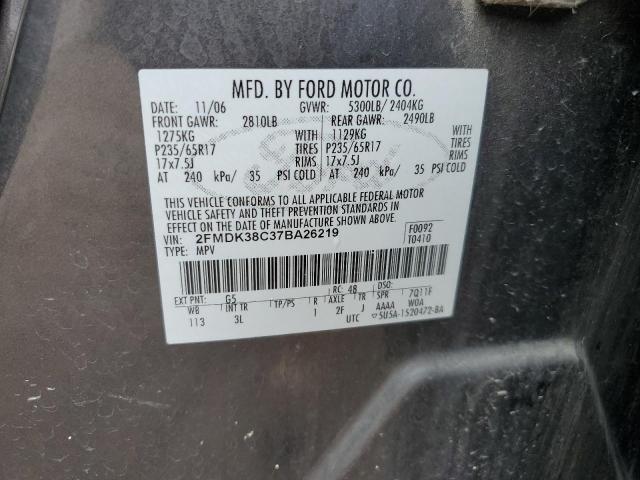 MFD. BY FORD MOTOR CO.
DATE: 11/06 GVWR: 5300LB/ 2404KG
FRONT GAWR: 2810LB REAR GAWR: 2490LB
1275KG WITH 1129KG WITH
P235/65R17 TIRES P235/65R17 TIRES
17x7.5J RIMS 17x7.5J RIMS
AT 240 kPa/ 35 PSI COLD AT 240 kPa/ 35 PSI COLD
THIS VEHICLE CONFORMS TO ALL APPLICABLE FEDERAL MOTOR
VEHICLE SAFETY AND THEFT PREVENTION STANDARDS IN
EFFECT ON THE DATE OF MANUFACTURE SHOWN ABOVE.
VIN: 2FMDK38C37BA26219 F0092
TYPE: MPV T0410
EXT PNT: G5 RC: 48 DSO:
WB INT TR TP/PS R AXLE TR SPR 7Q11F
113 3L 1 2F J AAAA W0A
UTC 5U5A-1520472-BA